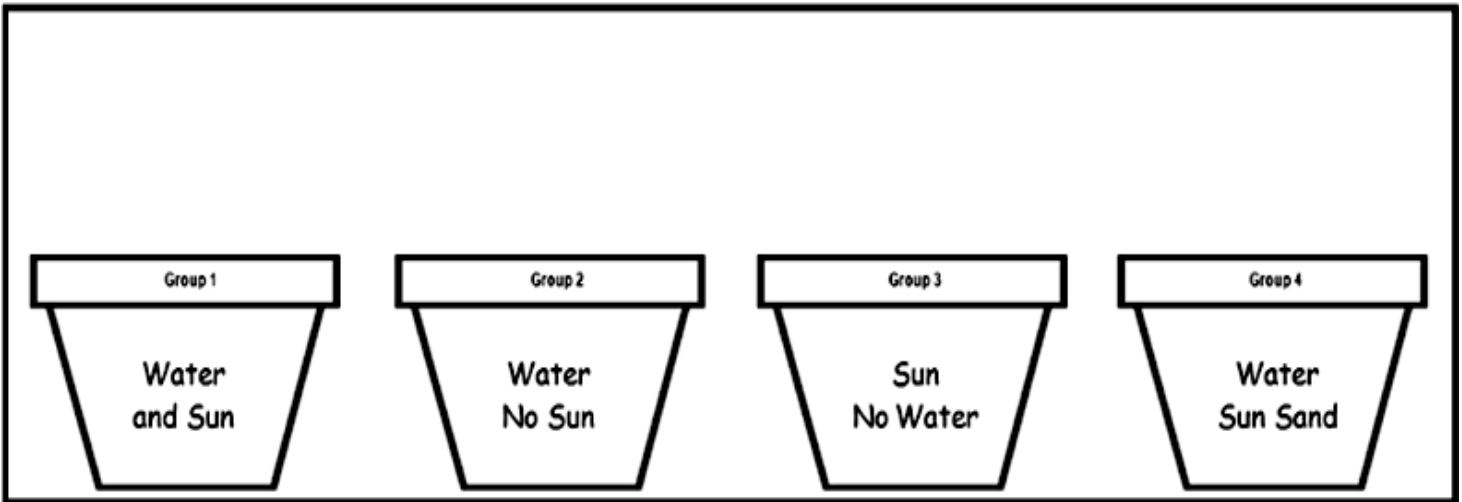 Group 1
Water
and Sun
Group 2
Water
No Sun
Group 3
Sun
No Water
Group 4
Water
Sun Sand